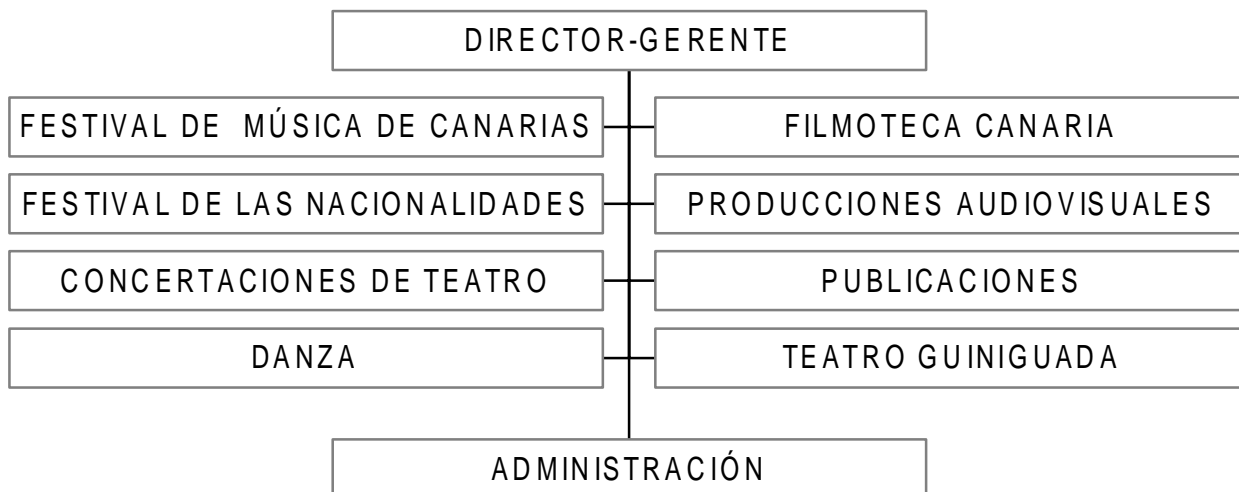 DIRECTOR-GERENTE
FESTIVAL DE MÚSICA DE CANARIAS
FILMOTECA CANARIA
FESTIVAL DE LAS NACIONALIDADES
PRODUCCIONES AUDIOVISUALES
CONCERTACIONES DE TEATRO
PUBLICACIONES
DANZA
TEATRO GUINIGUADA
ADMINISTRACIÓN